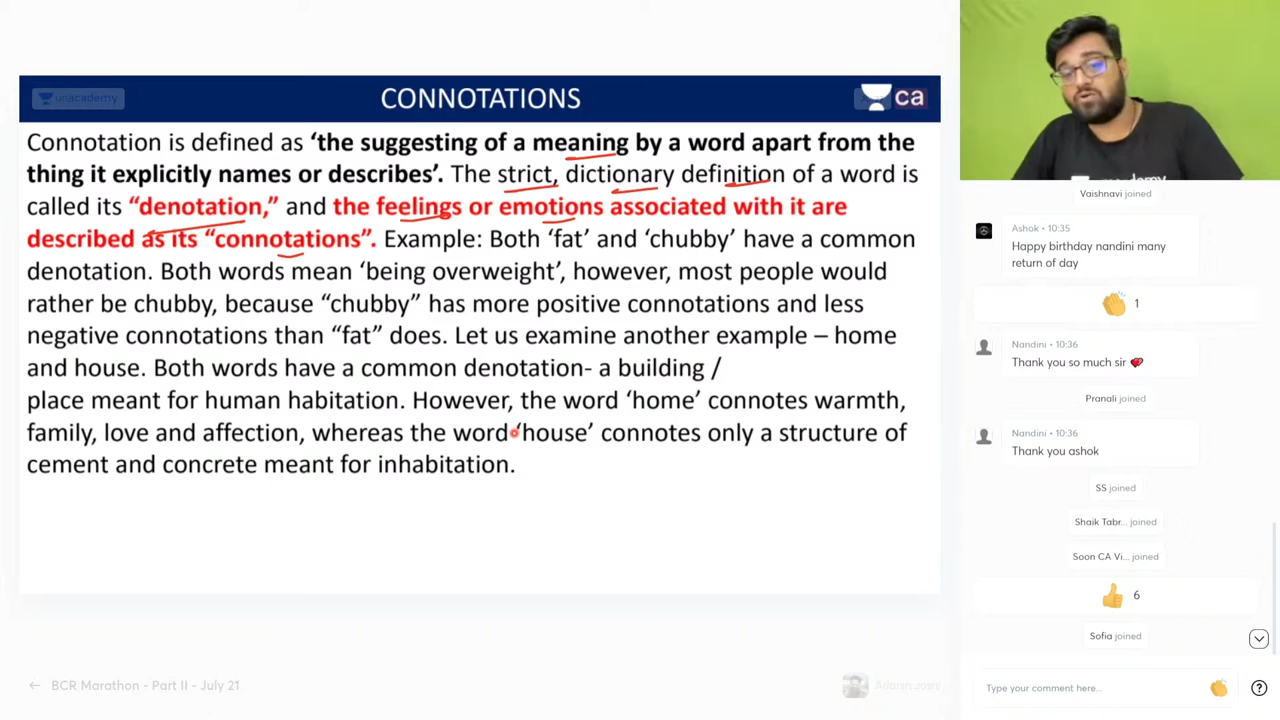 unacademy
CONNOTATIONS
ca
Connotation is defined as ‘the suggesting of a meaning by a word apart from the
thing it explicitly names or describes’. The strict, dictionary definition of a word is
called its “denotation,” and the feelings or emotions associated with it are
described as its “connotations”. Example: Both ‘fat’ and ‘chubby’ have a common
denotation. Both words mean ‘being overweight’, however, most people would
rather be chubby, because “chubby” has more positive connotations and less
negative connotations than “fat” does. Let us examine another example – home
and house. Both words have a common denotation- a building /
place meant for human habitation. However, the word ‘home’ connotes warmth,
family, love and affection, whereas the word ‘house’ connotes only a structure of
cement and concrete meant for inhabitation.
BCR Marathon - Part II - July 21
Vaishnavi joined
Ashok • 10:35
Happy birthday nandini many
return of day
1
Nandini • 10:36
Thank you so much sir
Pranali joined
Nandini • 10:36
Thank you ashok
SS joined
Shaik Tabr... joined
Soon CA Vi... joined
6
Sofia joined
Type your comment here...
?